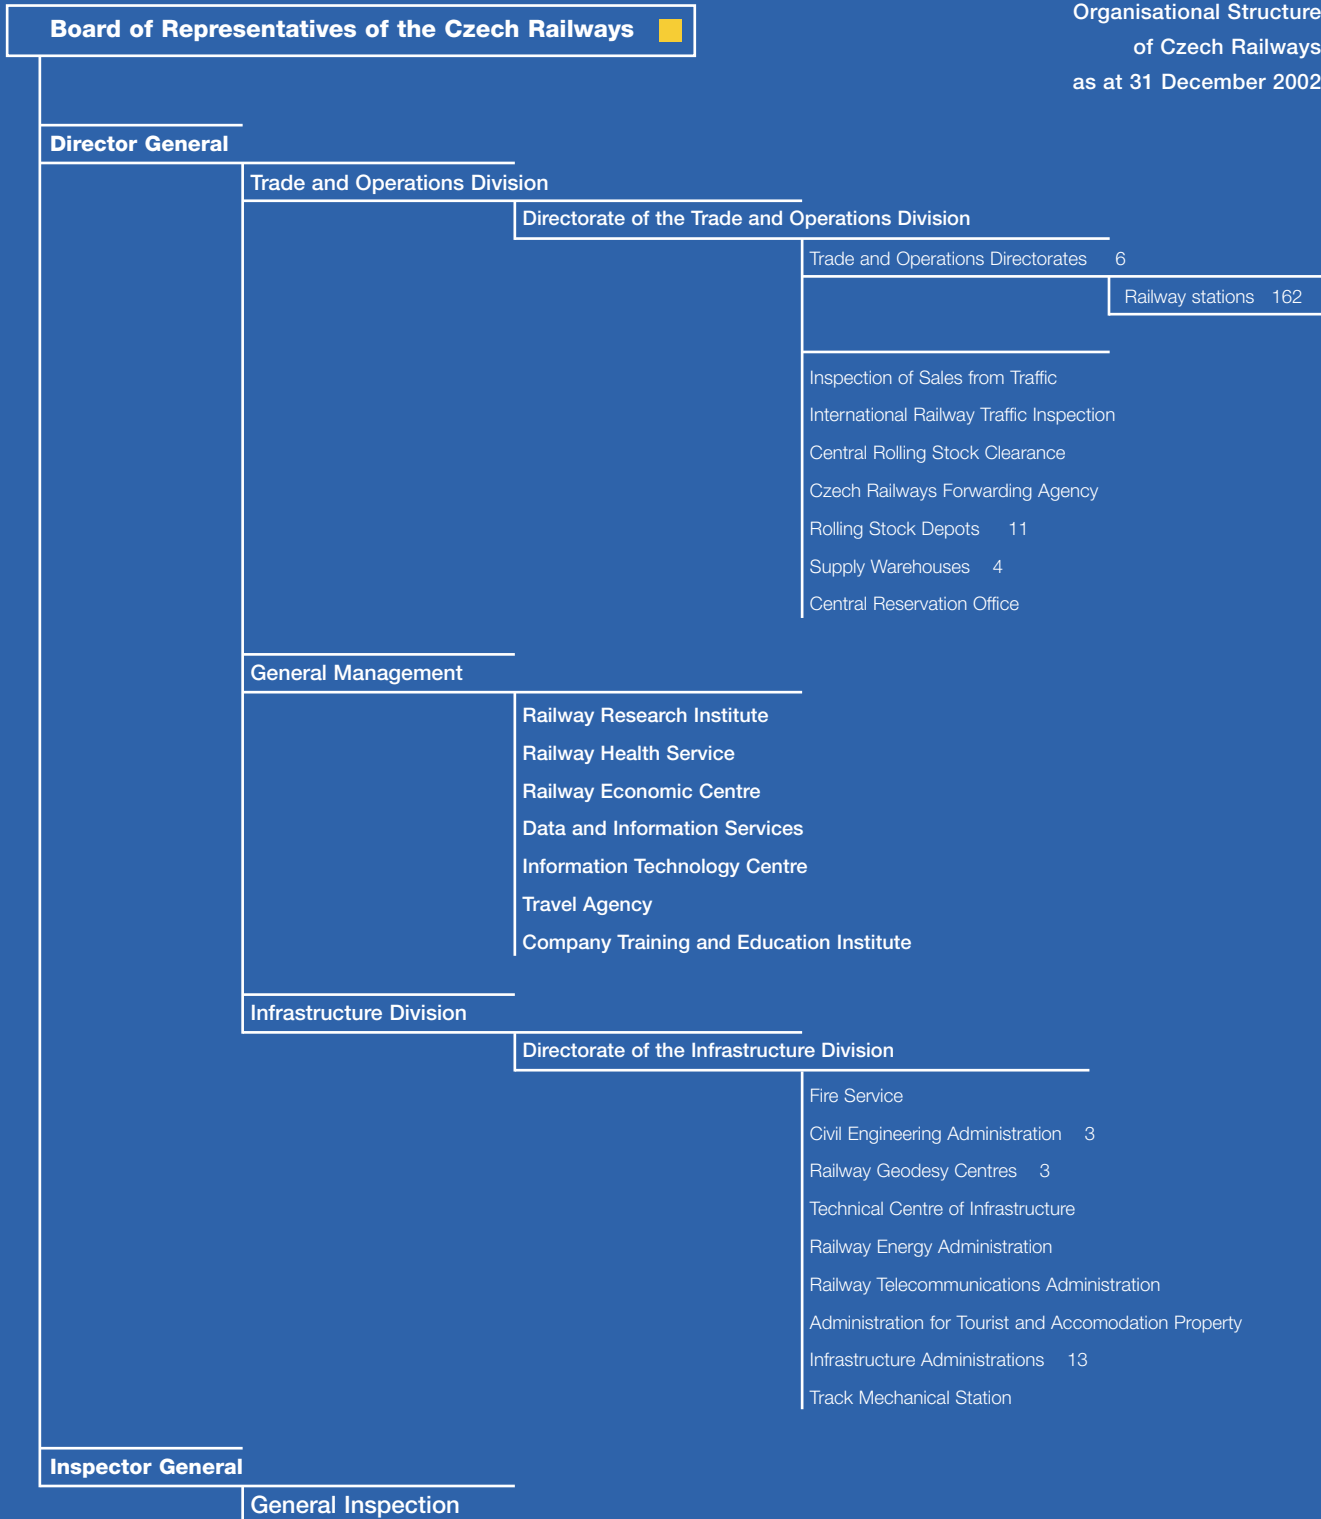 Board of Representatives of the Czech Railways
Organisational Structure
of Czech Railways
as at 31 December 2002
Director General
Trade and Operations Division
Directorate of the Trade and Operations Division
Trade and Operations Directorates 6
Railway stations 162
Inspection of Sales from Traffic
International Railway Traffic Inspection
Central Rolling Stock Clearance
Czech Railways Forwarding Agency
Rolling Stock Depots 11
Supply Warehouses 4
Central Reservation Office
General Management
Railway Research Institute
Railway Health Service
Railway Economic Centre
Data and Information Services
Information Technology Centre
Travel Agency
Company Training and Education Institute
Infrastructure Division
Directorate of the Infrastructure Division
Fire Service
Civil Engineering Administration 3
Railway Geodesy Centres 3
Technical Centre of Infrastructure
Railway Energy Administration
Railway Telecommunications Administration
Administration for Tourist and Accomodation Property
Infrastructure Administrations 13
Track Mechanical Station
Inspector General
General Inspection